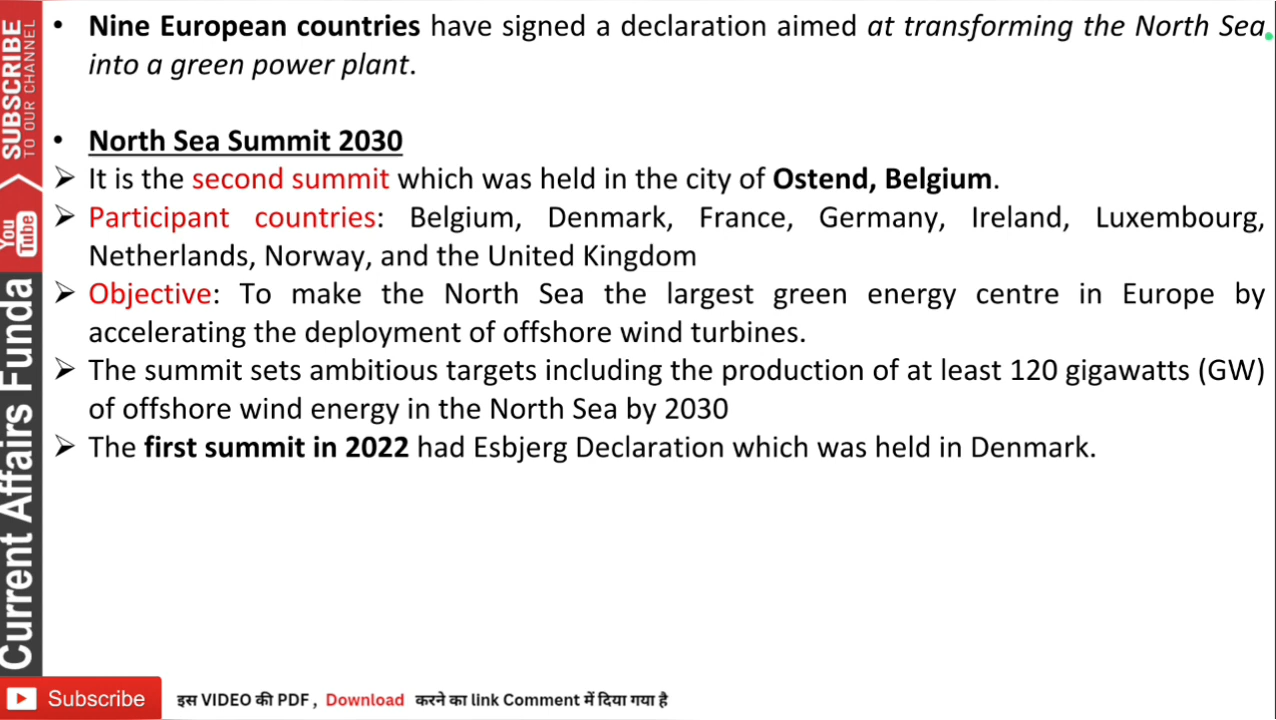 • Nine European countries have signed a declaration aimed at transforming the North Sea
into a green power plant.
• North Sea Summit 2030
➢ It is the second summit which was held in the city of Ostend, Belgium.
➢ Participant countries: Belgium, Denmark, France, Germany, Ireland, Luxembourg,
Netherlands, Norway, and the United Kingdom
➢ Objective: To make the North Sea the largest green energy centre in Europe by
accelerating the deployment of offshore wind turbines.
➢ The summit sets ambitious targets including the production of at least 120 gigawatts (GW)
of offshore wind energy in the North Sea by 2030
➢ The first summit in 2022 had Esbjerg Declaration which was held in Denmark.
SUBSCRIBE
TO OUR CHANNEL
You
Tube
Current Affairs Funda
Subscribe
इस VIDEO की PDF , Download करने का link Comment में दिया गया है